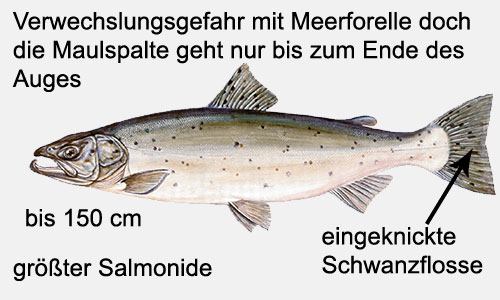 Verwechslungsgefahr mit Meerforelle doch
die Maulspalte geht nur bis zum Ende des
Auges
bis 150 cm
größter Salmonide
eingeknickte
Schwanzflosse